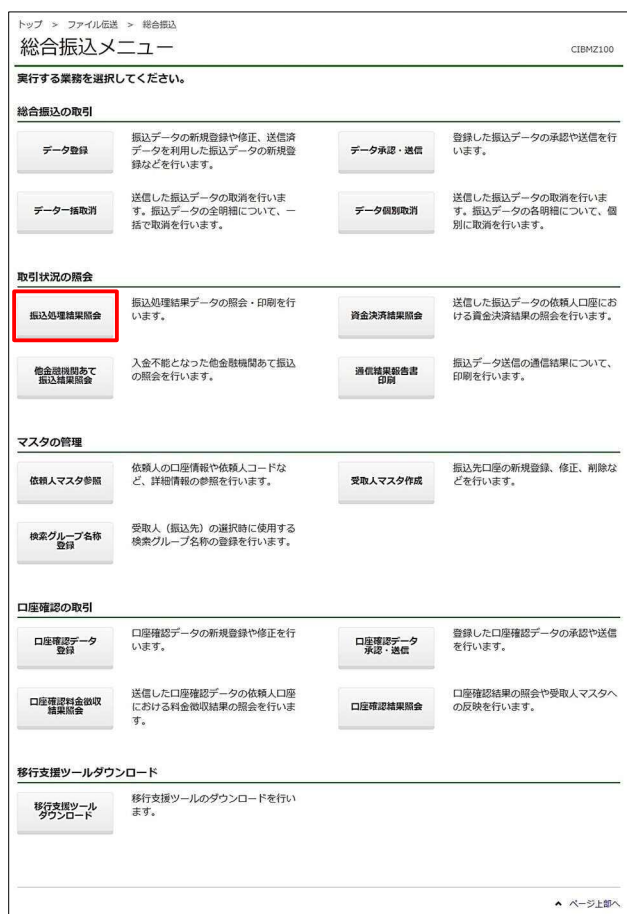 トップ > ファイル伝送 > 総合振込
総合振込メニュー
CIBMZ100
実行する業務を選択してください。
総合振込の取引
データ登録
振込データの新規登録や修正、送信済
データを利用した振込データの新規登
録などを行います。
データ承認・送信
登録した振込データの承認や送信を行
います。
データ一括取消
送信した振込データの取消を行いま
す。振込データの全明細について、一
括で取消を行います。
データ個別取消
送信した振込データの取消を行いま
す。振込データの各明細について、個
別に取消を行います。
取引状況の照会
振込処理結果照会
振込処理結果データの照会・印刷を行
います。
資金決済結果照会
送信した振込データの依頼人口座にお
ける資金決済結果の照会を行います。
他金融機関あて
振込結果照会
入金不能となった他金融機関あて振込
の照会を行います。
通信結果報告書
印刷
振込データ送信の通信結果について、
印刷を行います。
マスタの管理
依頼人マスタ参照
依頼人の口座情報や依頼人コードな
ど、詳細情報の参照を行います。
受取人マスタ作成
振込先口座の新規登録、修正、削除な
どを行います。
検索グループ名称
登録
受取人（振込先）の選択時に使用する
検索グループ名称の登録を行います。
口座確認の取引
口座確認データ
登録
口座確認データの新規登録や修正を行
います。
口座確認データ
承認・送信
登録した口座確認データの承認や送信
を行います。
口座確認料金徴収
結果照会
送信した口座確認データの依頼人口座
における料金徴収結果の照会を行いま
す。
口座確認結果照会
口座確認結果の照会や受取人マスタへ
の反映を行います。
移行支援ツールダウンロード
移行支援ツール
ダウンロード
移行支援ツールのダウンロードを行い
ます。
ページ上部へ